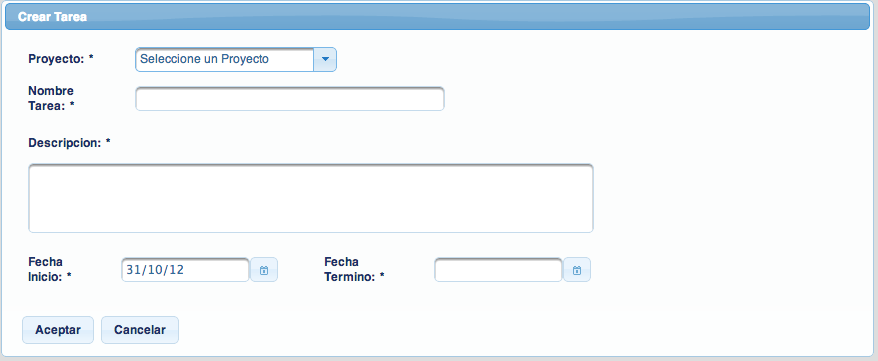 Crear Tarea
Proyecto: * Seleccione un Proyecto
Nombre
Tarea: *
Descripcion: *
Fecha
Inicio: * 31/10/12
Fecha
Termino: *
Aceptar Cancelar